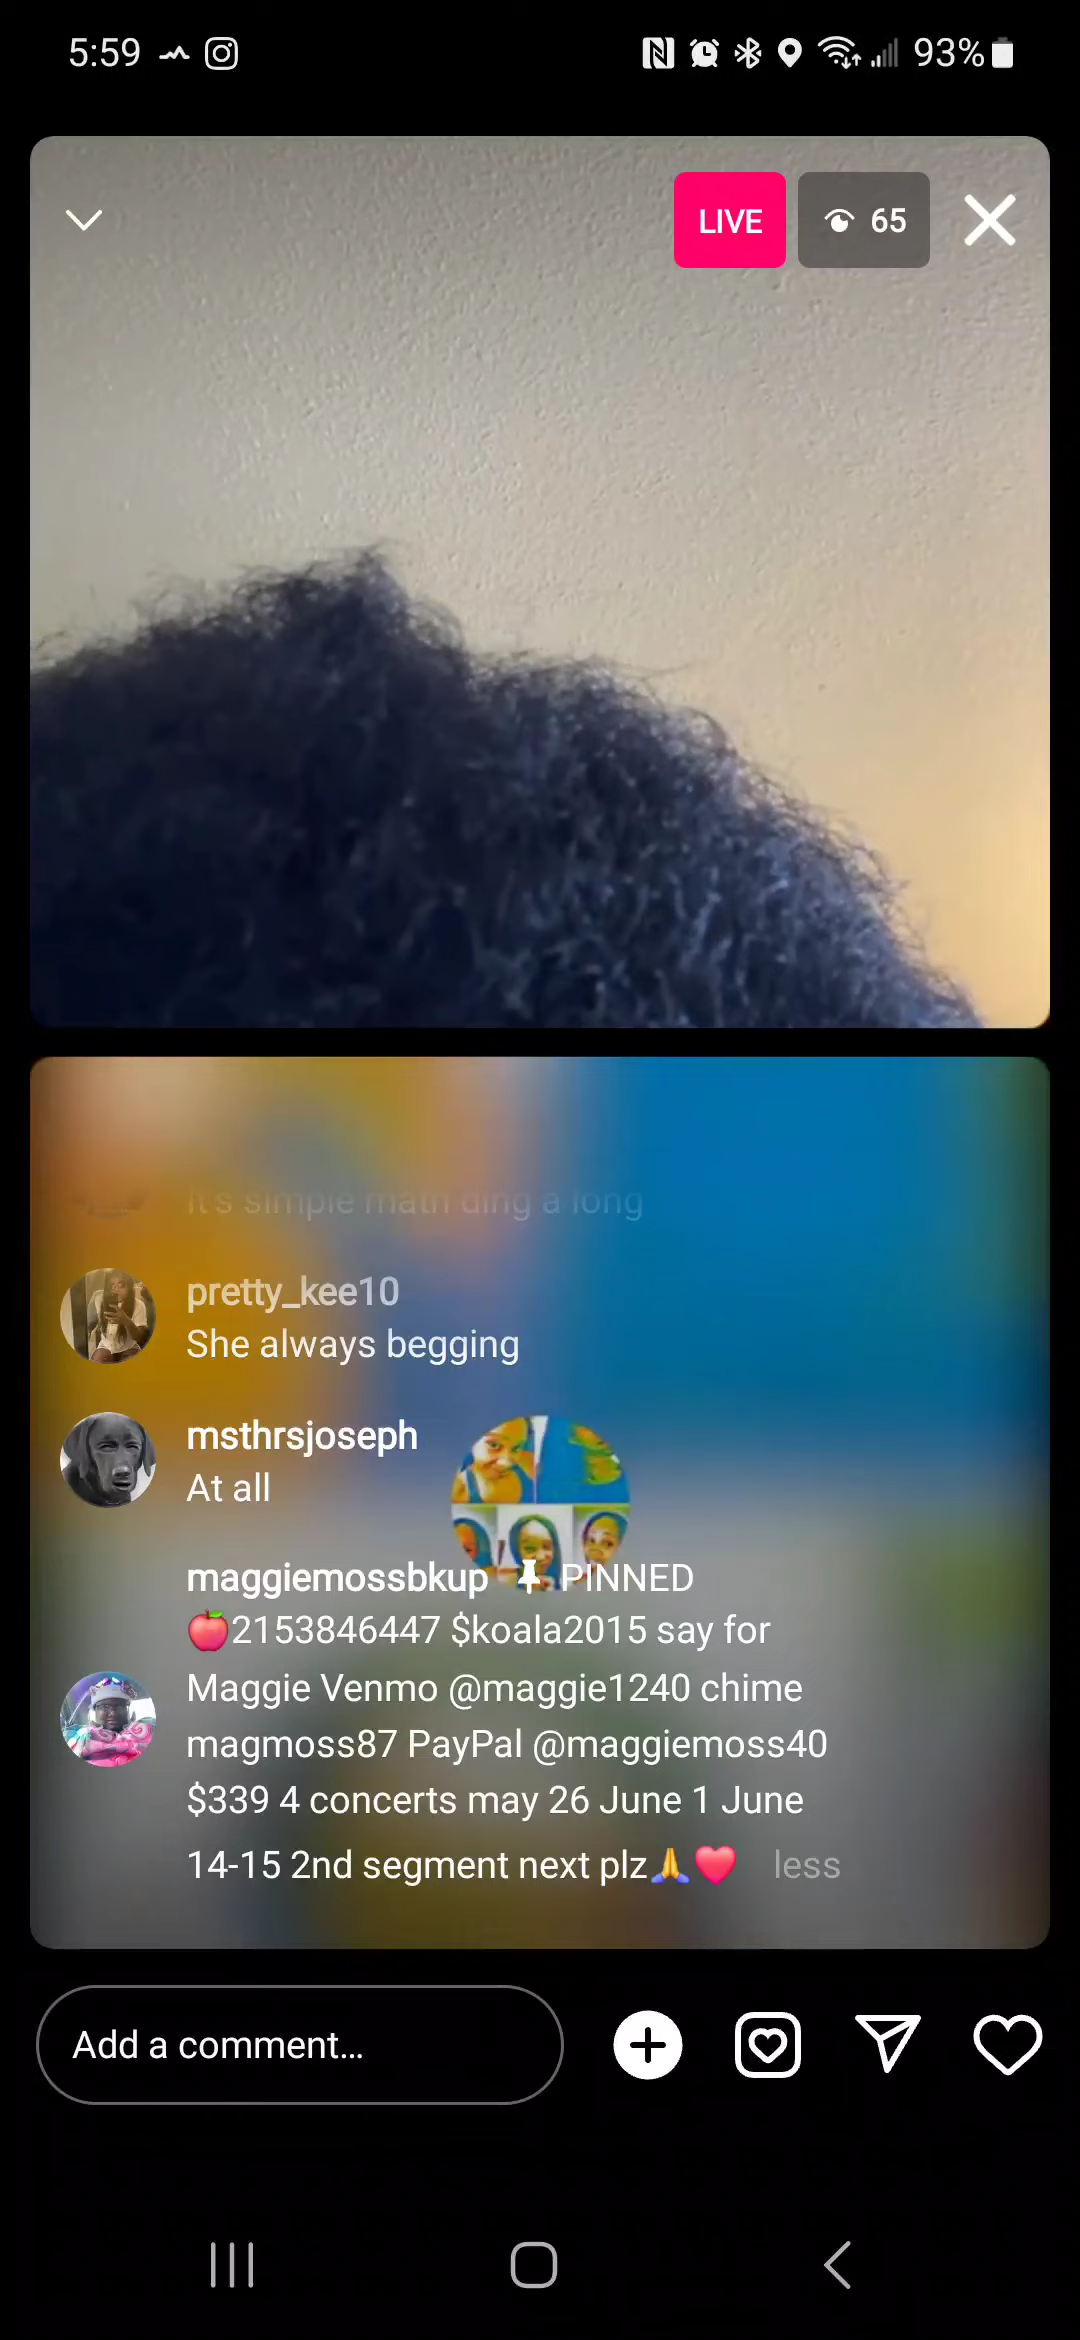 5:59
93%
LIVE
65
It's simple math ding a long
pretty_kee10
She always begging
msthrsjoseph
At all
maggiemossbkup 📌 PINNED
🍎2153846447 $koala2015 say for
Maggie Venmo @maggie1240 chime
magmoss87 PayPal @maggiemoss40
$339 4 concerts may 26 June 1 June
14-15 2nd segment next plz🙏❤️ less
Add a comment...